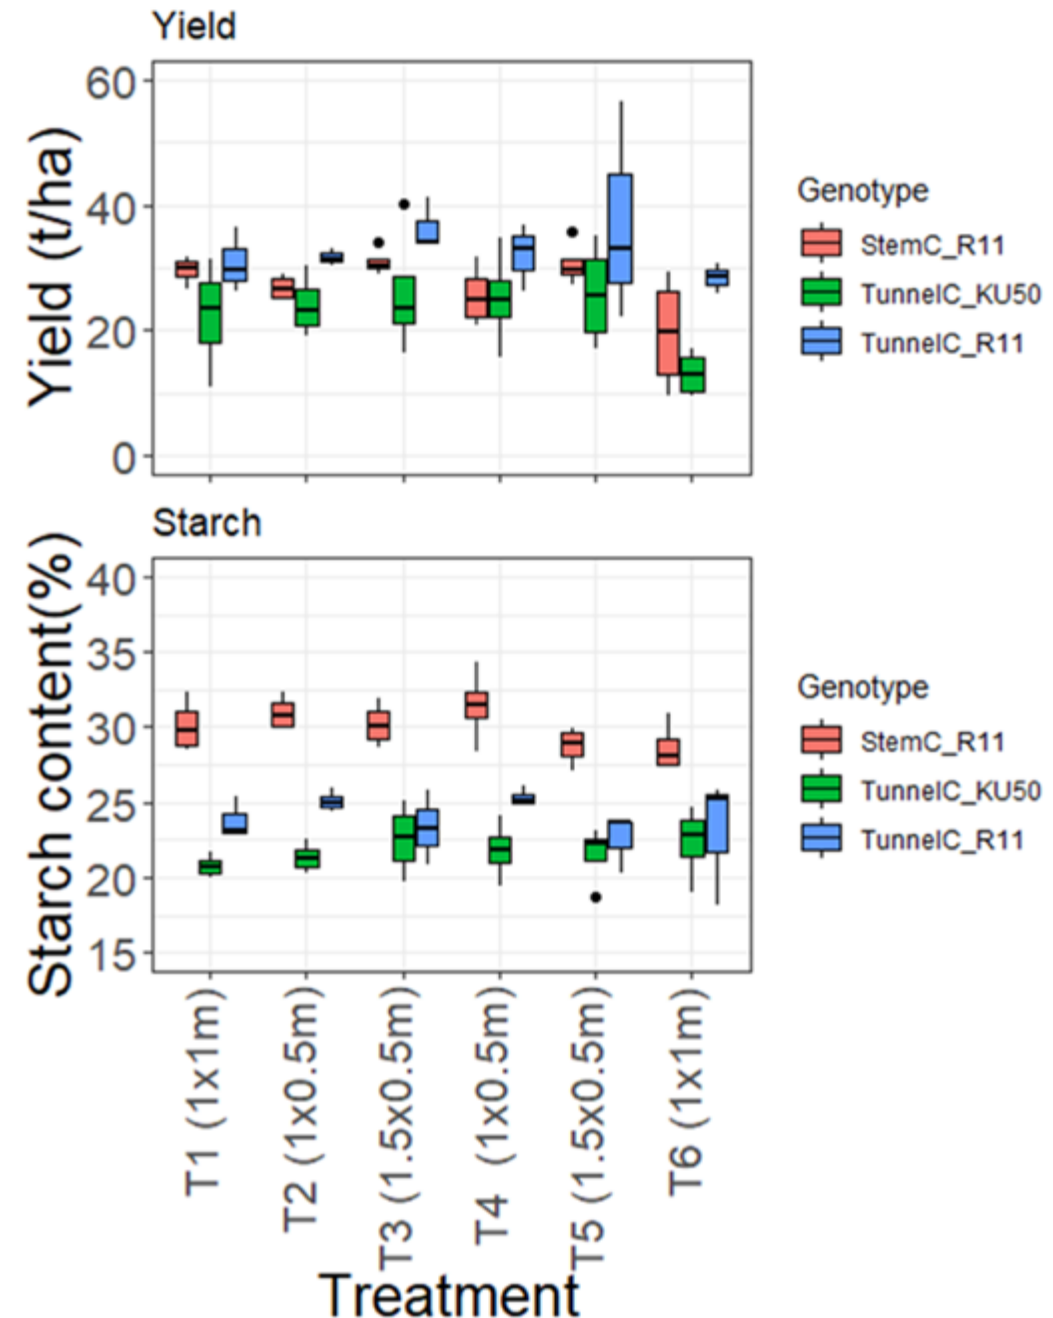 Yield
Yield (t/ha)
60
40
20
0
Genotype
StemC_R11
TunnelC_KU50
TunnelC_R11
Starch
Starch content(%)
40
35
30
25
20
15
Genotype
StemC_R11
TunnelC_KU50
TunnelC_R11
T1 (1x1m)
T2 (1x0.5m)
T3 (1.5x0.5m)
T4  (1x0.5m)
T5 (1.5x0.5m)
T6 (1x1m)
Treatment